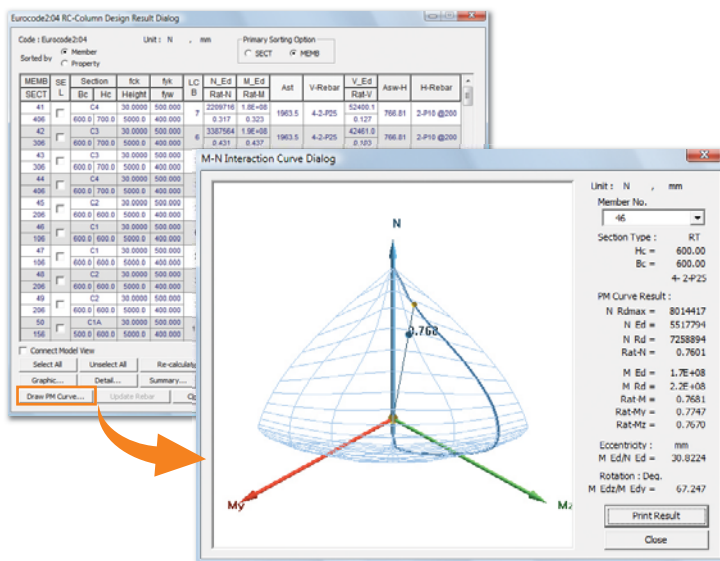 Eurocode2:04 RC-Column Design Result Dialog
Code : Eurocode2:04 Unit : N , mm Primary Sorting Option
Sorted by Member Property SECT MEMB
MEMB SE Section fck fyk LC N_Ed M_Ed Ast V-Rebar V_Ed Asw-H H-Rebar
SECT L Bc Hc Height fyw B Rat-N Rat-M Rat-V
41 C4 30.0000 500.000 7 2209716 1.8E+08 1963.5 4-2-P25 52400.1 766.81 2-P10 @200
406 600.0 700.0 5000.0 400.000 0.317 0.323 0.127
42 C3 30.0000 500.000 6 3387564 1.9E+08 1963.5 4-2-P25 42461.0 766.81 2-P10 @200
306 600.0 700.0 5000.0 400.000 0.431 0.437 0.103
43 C3 30.0000 500.000
306 600.0 700.0 5000.0 400.000
44 C4 30.0000 500.000
406 600.0 700.0 5000.0 400.000
45 C2 30.0000 500.000
206 600.0 600.0 5000.0 400.000
46 C1 30.0000 500.000
106 600.0 600.0 5000.0 400.000
47 C1 30.0000 500.000
106 600.0 600.0 5000.0 400.000
48 C2 30.0000 500.000
206 600.0 600.0 5000.0 400.000
49 C2 30.0000 500.000
206 600.0 600.0 5000.0 400.000
50 C1A 30.0000 500.000
156 500.0 600.0 5000.0 400.000
Connect Model View
Select All Unselect All Re-calculat
Graphic... Detail... Summary...
Draw PM Curve... Update Rebar
M-N Interaction Curve Dialog
N
0.768
My
Mz
Unit : N , mm
Member No.
46
Section Type : RT
Hc = 600.00
Bc = 600.00
4- 2-P25
PM Curve Result :
N Rdmax = 8014417
N Ed = 5517794
N Rd = 7258894
Rat-N = 0.7601
M Ed = 1.7E+08
M Rd = 2.2E+08
Rat-M = 0.7681
Rat-My = 0.7747
Rat-Mz = 0.7670
Eccentricity : mm
M Ed/N Ed = 30.8224
Rotation : Deg.
M Edz/M Edy = 67.247
Print Result
Close